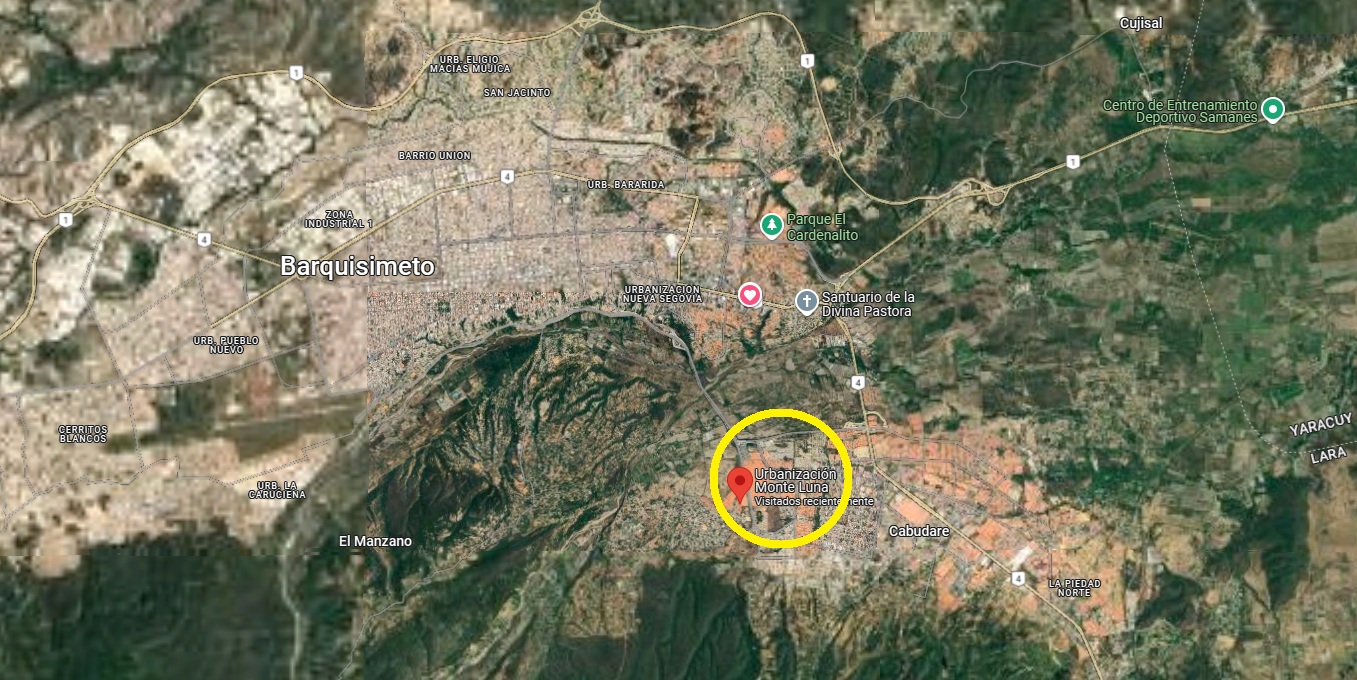 Cujisal
1
URB. ELIGIO
MACIAS MUJICA
1
SAN JACINTO
Centro de Entrenamiento
Deportivo Samanes
BARRIO UNION
1
4
URB. BARARIDA
ZONA
INDUSTRIAL 1
1
4
Parque El
Cardenalito
Barquisimeto
URBANIZACION
NUEVA SEGOVIA
Santuario de la
Divina Pastora
URB. PUEBLO
NUEVO
4
CERRITOS
BLANCOS
YARACUY
LARA
Urbanización
Monte Luna
Visitados recientemente
URB. LA
CARUCIEÑA
El Manzano
Cabudare
4
LA PIEDAD
NORTE